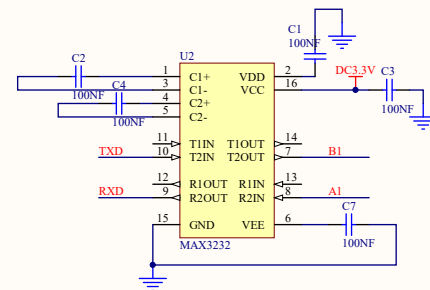 C1
100NF
U2
C2
100NF
C4
100NF
DC3.3V
C3
100NF
1 C1+ VDD 2
3 C1- VCC 16
4 C2+
5 C2-
11 T1IN T1OUT 14
TXD 10 T2IN T2OUT 7 B1
12 R1OUT R1IN 13
RXD 9 R2OUT R2IN 8 A1
15 GND VEE 6
C7
100NF
MAX3232